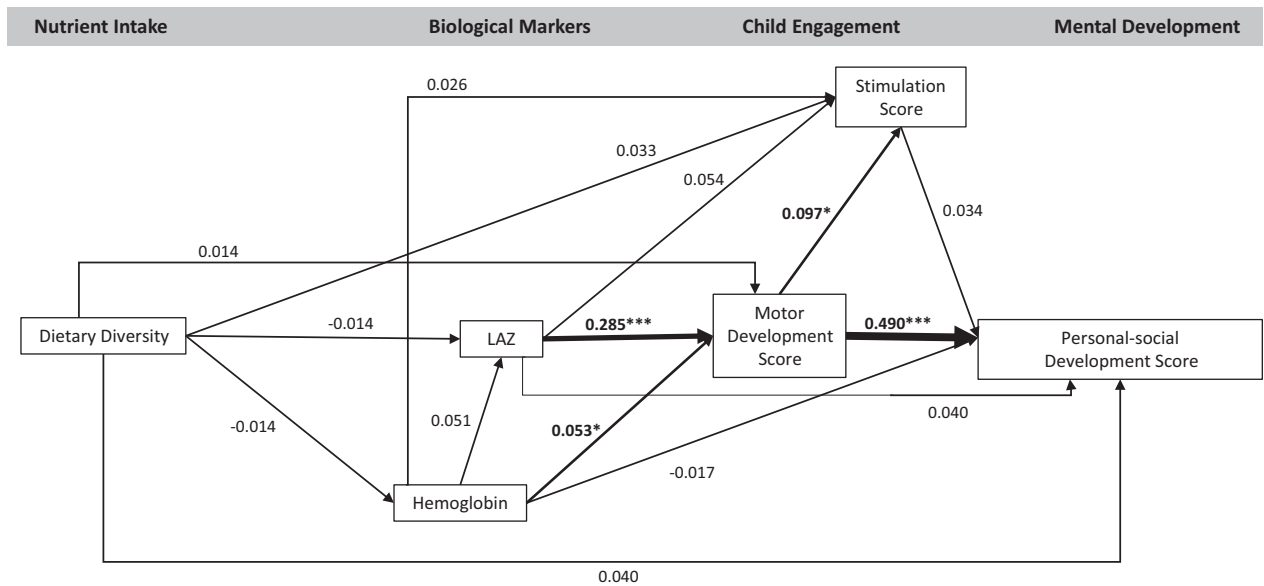 Nutrient Intake
Biological Markers
Child Engagement
Mental Development
Stimulation
Score
0.026
0.033
0.054
0.097*
0.034
0.014
Dietary Diversity
-0.014
LAZ
0.285***
Motor
Development
Score
0.490***
Personal-social
Development Score
-0.014
0.051
0.053*
0.040
-0.017
Hemoglobin
0.040